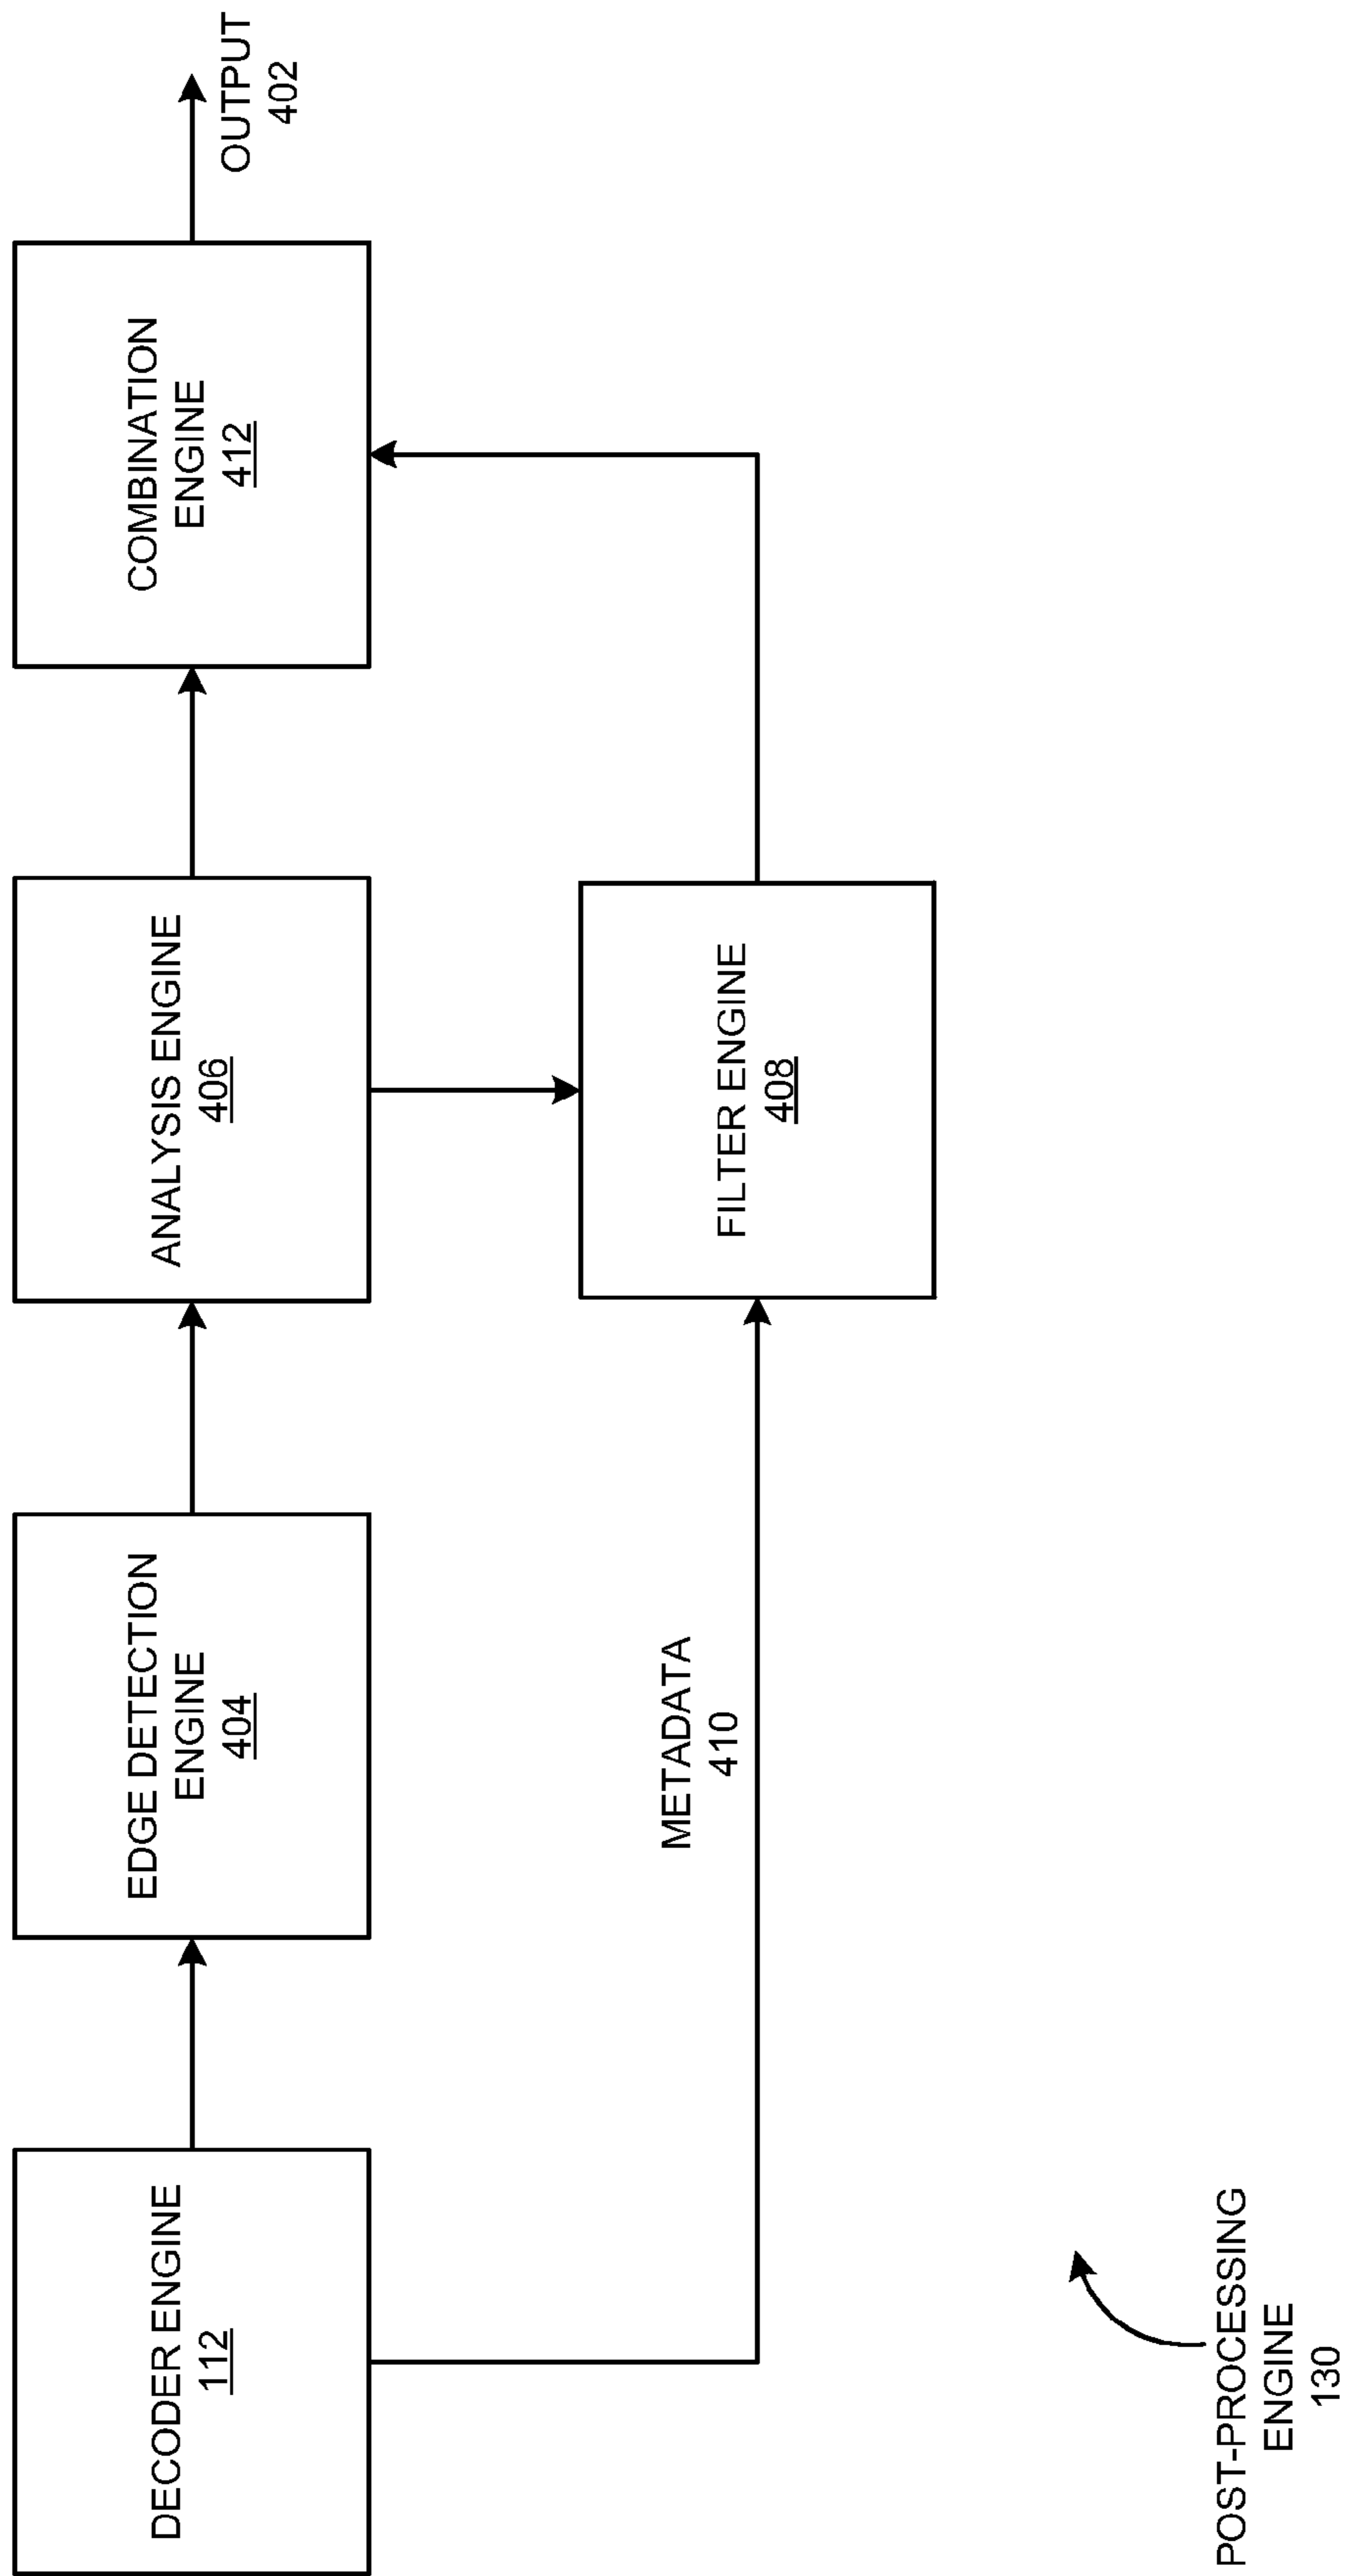 DECODER ENGINE
112
EDGE DETECTION
ENGINE
404
ANALYSIS ENGINE
406
COMBINATION
ENGINE
412
OUTPUT
402
METADATA
410
FILTER ENGINE
408
POST-PROCESSING
ENGINE
130